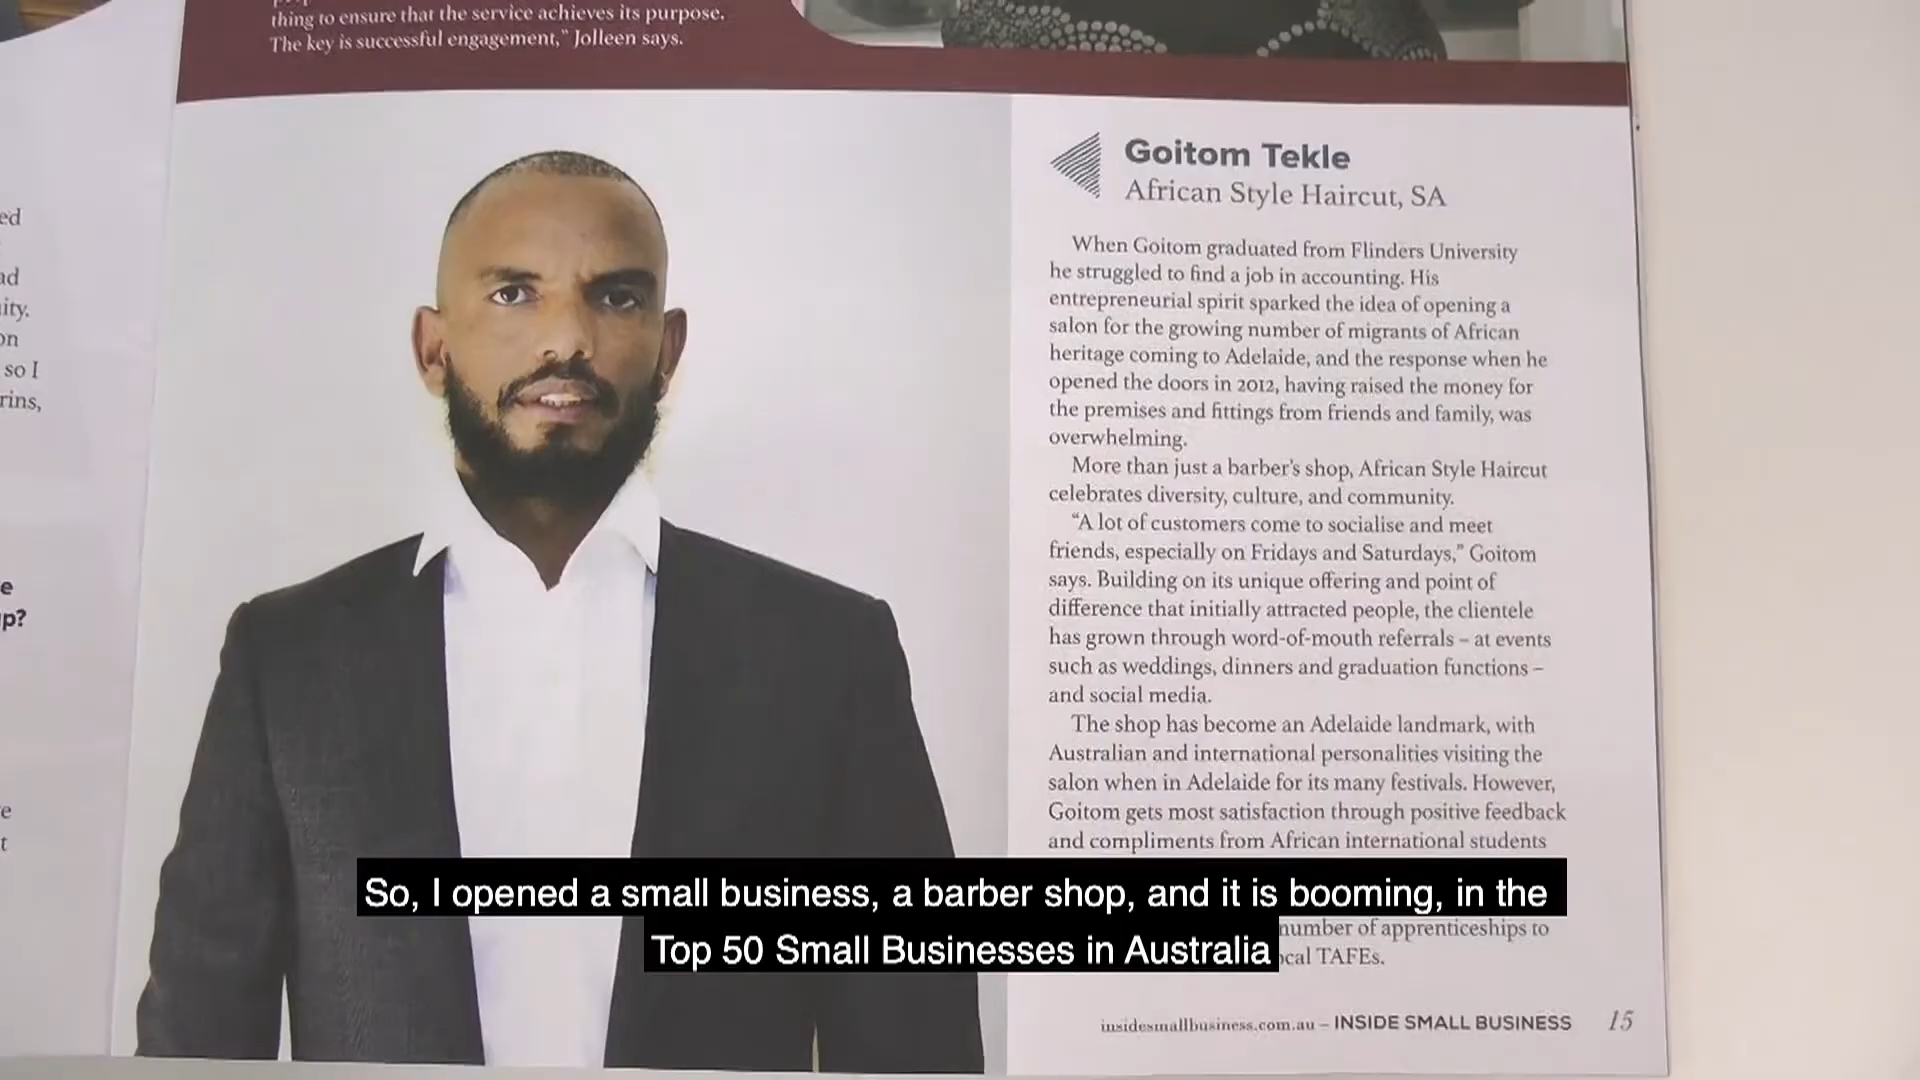 thing to ensure that the service achieves its purpose.
The key is successful engagement,” Jolleen says.
ed
ad
ity.
on
so I
rins,
e
up?
e
t
Goitom Tekle
African Style Haircut, SA
When Goitom graduated from Flinders University
he struggled to find a job in accounting. His
entrepreneurial spirit sparked the idea of opening a
salon for the growing number of migrants of African
heritage coming to Adelaide, and the response when he
opened the doors in 2012, having raised the money for
the premises and fittings from friends and family, was
overwhelming.
More than just a barber’s shop, African Style Haircut
celebrates diversity, culture, and community.
“A lot of customers come to socialise and meet
friends, especially on Fridays and Saturdays,” Goitom
says. Building on its unique offering and point of
difference that initially attracted people, the clientele
has grown through word-of-mouth referrals – at events
such as weddings, dinners and graduation functions –
and social media.
The shop has become an Adelaide landmark, with
Australian and international personalities visiting the
salon when in Adelaide for its many festivals. However,
Goitom gets most satisfaction through positive feedback
and compliments from African international students
number of apprenticeships to
ocal TAFEs.
So, I opened a small business, a barber shop, and it is booming, in the
Top 50 Small Businesses in Australia
insidesmallbusiness.com.au – INSIDE SMALL BUSINESS 15